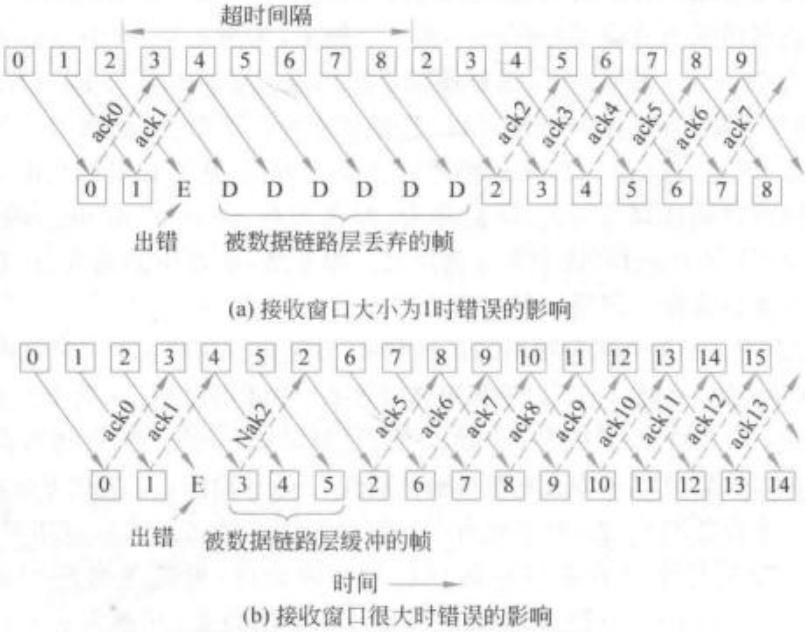 超时间隔
0 1 2 3 4 5 6 7 8 2 3 4 5 6 7 8 9
ack0 ack1 ack2 ack3 ack4 ack5 ack6 ack7
0 1 E D D D D D D 2 3 4 5 6 7 8
出错 被数据链路层丢弃的帧
(a) 接收窗口大小为1时错误的影响
0 1 2 3 4 5 2 6 7 8 9 10 11 12 13 14 15
ack0 ack1 Nak2 ack5 ack6 ack7 ack8 ack9 ack10 ack11 ack12 ack13
0 1 E 3 4 5 2 6 7 8 9 10 11 12 13 14
出错 被数据链路层缓冲的帧
时间
(b) 接收窗口很大时错误的影响